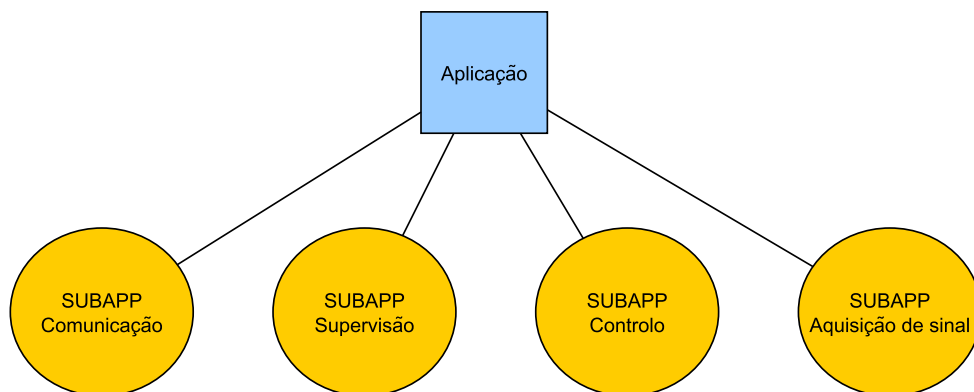 Aplicação
SUBAPP
Comunicação
SUBAPP
Supervisão
SUBAPP
Controlo
SUBAPP
Aquisição de sinal